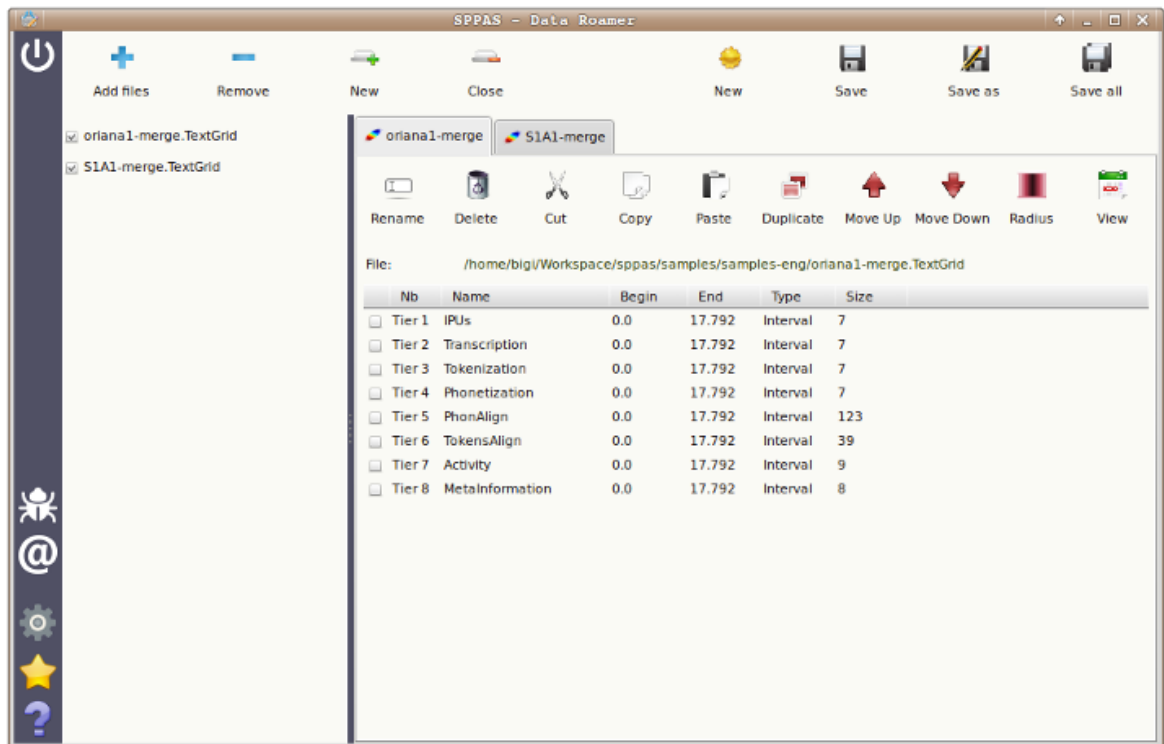 SPPAS - Data Roamer
Add files Remove New Close New Save Save as Save all
oriana1-merge.TextGrid
S1A1-merge.TextGrid
oriana1-merge S1A1-merge
Rename Delete Cut Copy Paste Duplicate Move Up Move Down Radius View
File: /home/bigi/Workspace/sppas/samples/samples-eng/oriana1-merge.TextGrid
Nb Name Begin End Type Size
Tier 1 IPUs 0.0 17.792 Interval 7
Tier 2 Transcription 0.0 17.792 Interval 7
Tier 3 Tokenization 0.0 17.792 Interval 7
Tier 4 Phonetization 0.0 17.792 Interval 7
Tier 5 PhonAlign 0.0 17.792 Interval 123
Tier 6 TokensAlign 0.0 17.792 Interval 39
Tier 7 Activity 0.0 17.792 Interval 9
Tier 8 MetaInformation 0.0 17.792 Interval 8
@
?